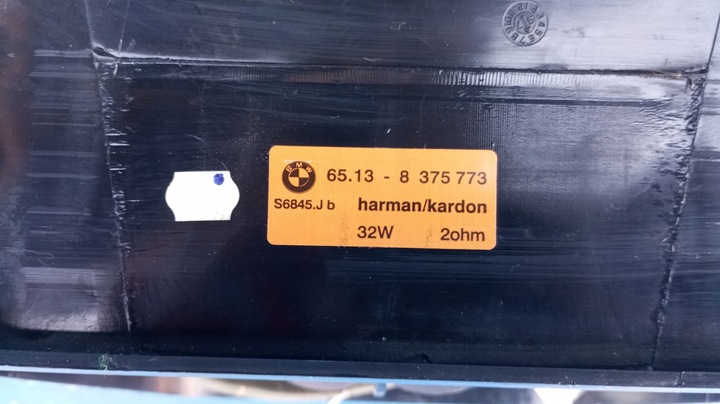 BMW
65.13 - 8 375 773
S6845.J b harman/kardon
32W 2ohm